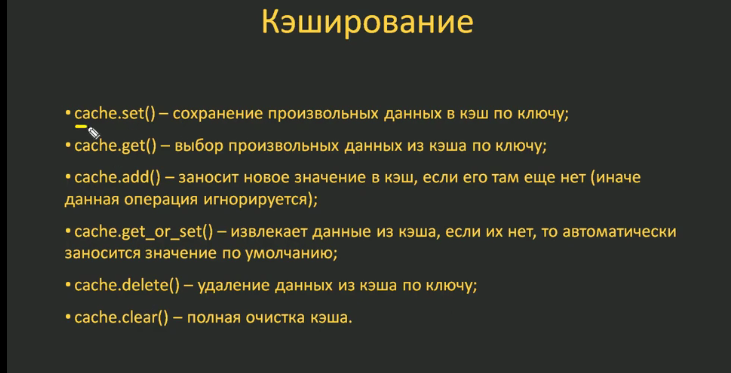 Кэширование
• cache.set() – сохранение произвольных данных в кэш по ключу;
• cache.get() – выбор произвольных данных из кэша по ключу;
• cache.add() – заносит новое значение в кэш, если его там еще нет (иначе
данная операция игнорируется);
• cache.get_or_set() – извлекает данные из кэша, если их нет, то автоматически
заносится значение по умолчанию;
• cache.delete() – удаление данных из кэша по ключу;
• cache.clear() – полная очистка кэша.